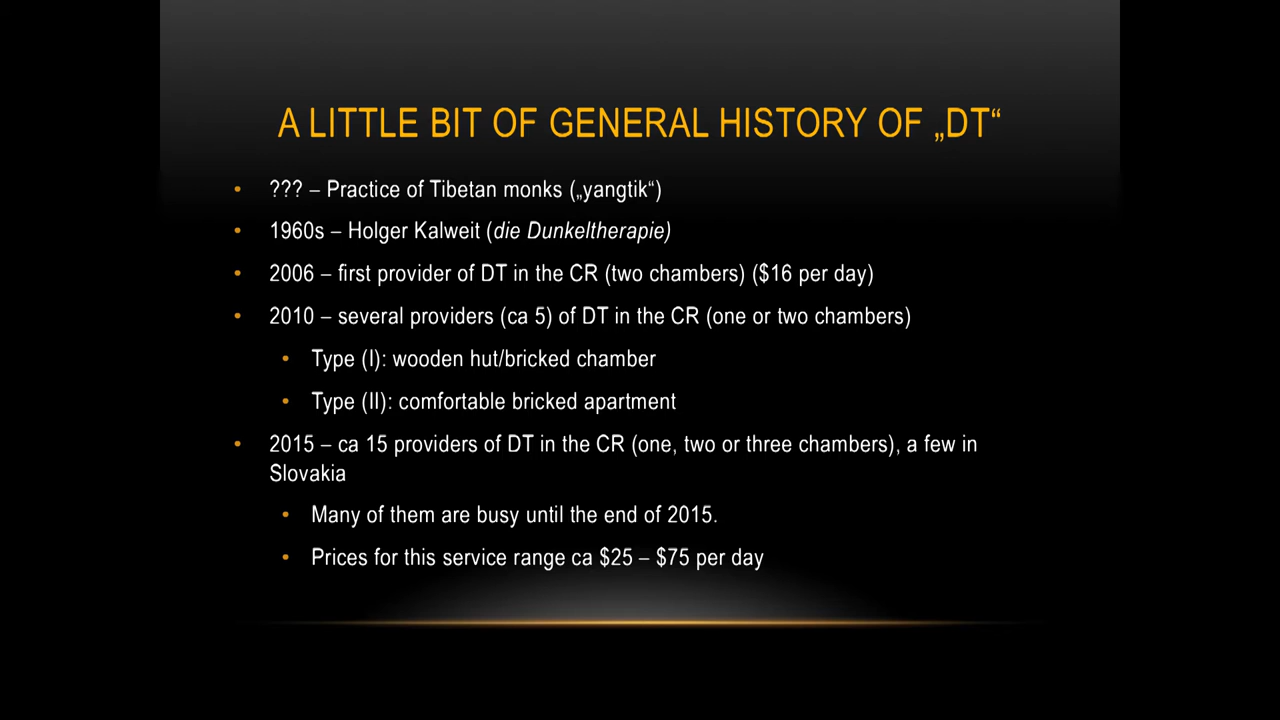 A LITTLE BIT OF GENERAL HISTORY OF „DT“
• ??? – Practice of Tibetan monks („yangtik“)
• 1960s – Holger Kalweit (die Dunkeltherapie)
• 2006 – first provider of DT in the CR (two chambers) ($16 per day)
• 2010 – several providers (ca 5) of DT in the CR (one or two chambers)
• Type (I): wooden hut/bricked chamber
• Type (II): comfortable bricked apartment
• 2015 – ca 15 providers of DT in the CR (one, two or three chambers), a few in
Slovakia
• Many of them are busy until the end of 2015.
• Prices for this service range ca $25 – $75 per day